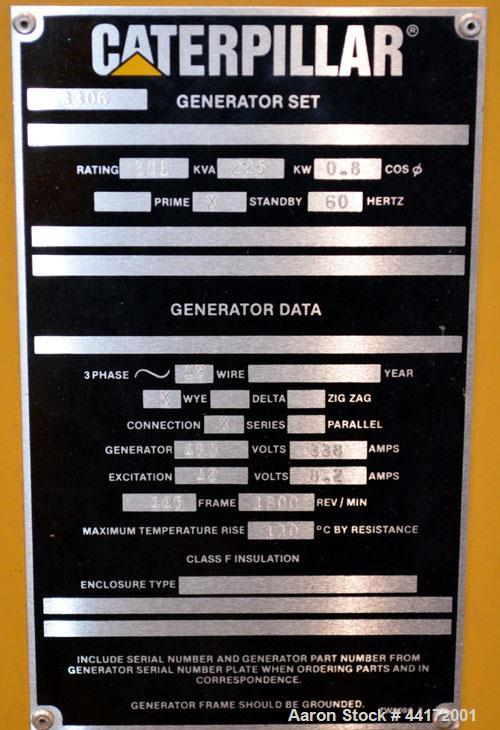 CATERPILLAR®
3306 GENERATOR SET
RATING 281 KVA 225 KW 0.8 COS ø
PRIME X STANDBY 60 HERTZ
GENERATOR DATA
3 PHASE 12 WIRE YEAR
X WYE DELTA ZIG ZAG
CONNECTION X SERIES PARALLEL
GENERATOR 480 VOLTS 338 AMPS
EXCITATION 42 VOLTS 8.2 AMPS
FRAME 1800 REV/MIN
MAXIMUM TEMPERATURE RISE 130 °C BY RESISTANCE
CLASS F INSULATION
ENCLOSURE TYPE
INCLUDE SERIAL NUMBER AND GENERATOR PART NUMBER FROM
GENERATOR SERIAL NUMBER PLATE WHEN ORDERING PARTS AND IN
CORRESPONDENCE.
GENERATOR FRAME SHOULD BE GROUNDED.
Aaron Stock # 44172001